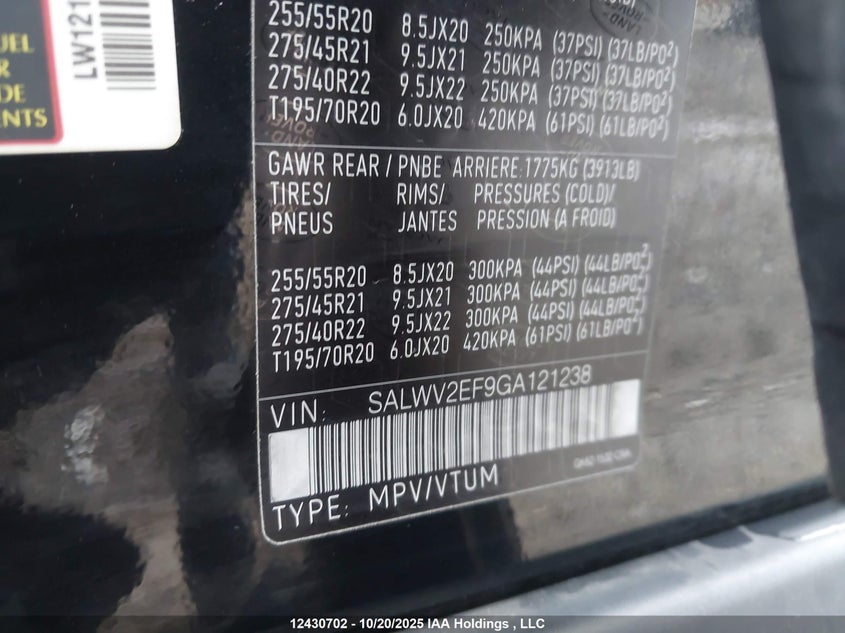 UEL
R
DE
ENTS
LW121
LAND
ROVER
255/55R20 8.5JX20 250KPA (37PSI) (37LB/PO²)
275/45R21 9.5JX21 250KPA (37PSI) (37LB/PO²)
275/40R22 9.5JX22 250KPA (37PSI) (37LB/PO²)
T195/70R20 6.0JX20 420KPA (61PSI) (61LB/PO²)
GAWR REAR / PNBE ARRIERE:1775KG (3913LB)
TIRES/ RIMS/ PRESSURES (COLD)/
PNEUS JANTES PRESSION (A FROID)
255/55R20 8.5JX20 300KPA (44PSI) (44LB/PO²)
275/45R21 9.5JX21 300KPA (44PSI) (44LB/PO²)
275/40R22 9.5JX22 300KPA (44PSI) (44LB/PO²)
T195/70R20 6.0JX20 420KPA (61PSI) (61LB/PO²)
VIN: SALWV2EF9GA121238
TYPE: MPV/VTUM
12430702 - 10/20/2025 IAA Holdings , LLC